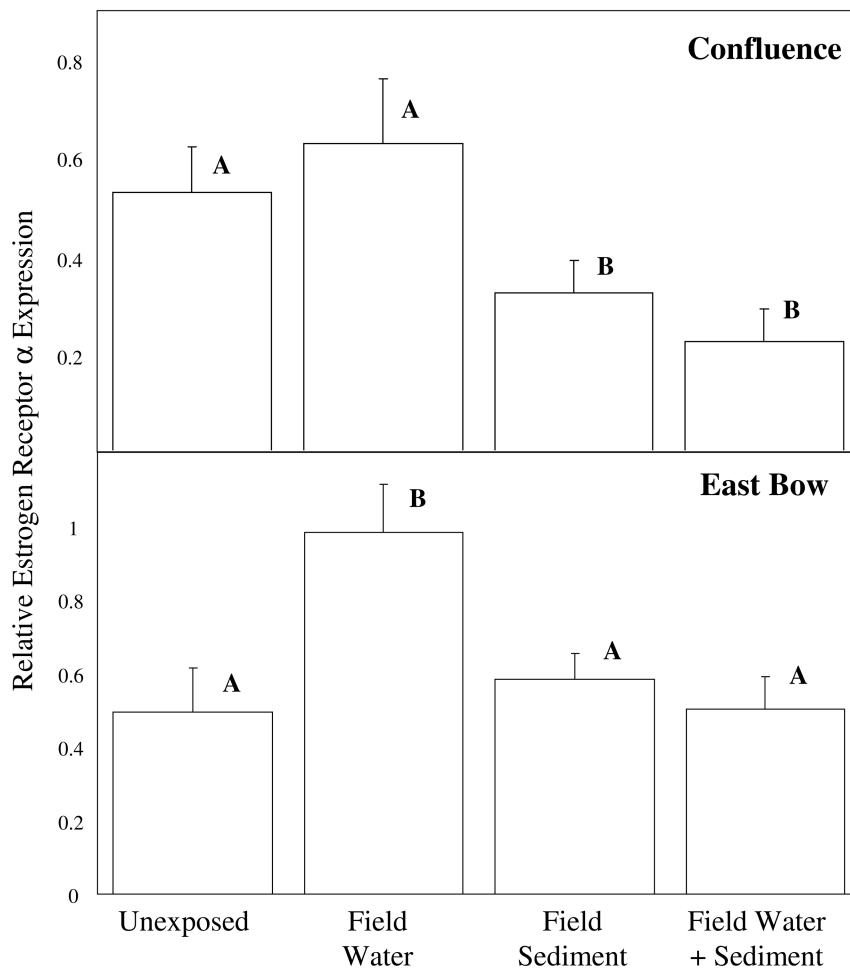 Relative Estrogen Receptor α Expression
Confluence
0.8
0.6
0.4
0.2
A
A
B
B
East Bow
1
0.8
0.6
0.4
0.2
0
A
B
A
A
Unexposed
Field
Water
Field
Sediment
Field Water
+ Sediment